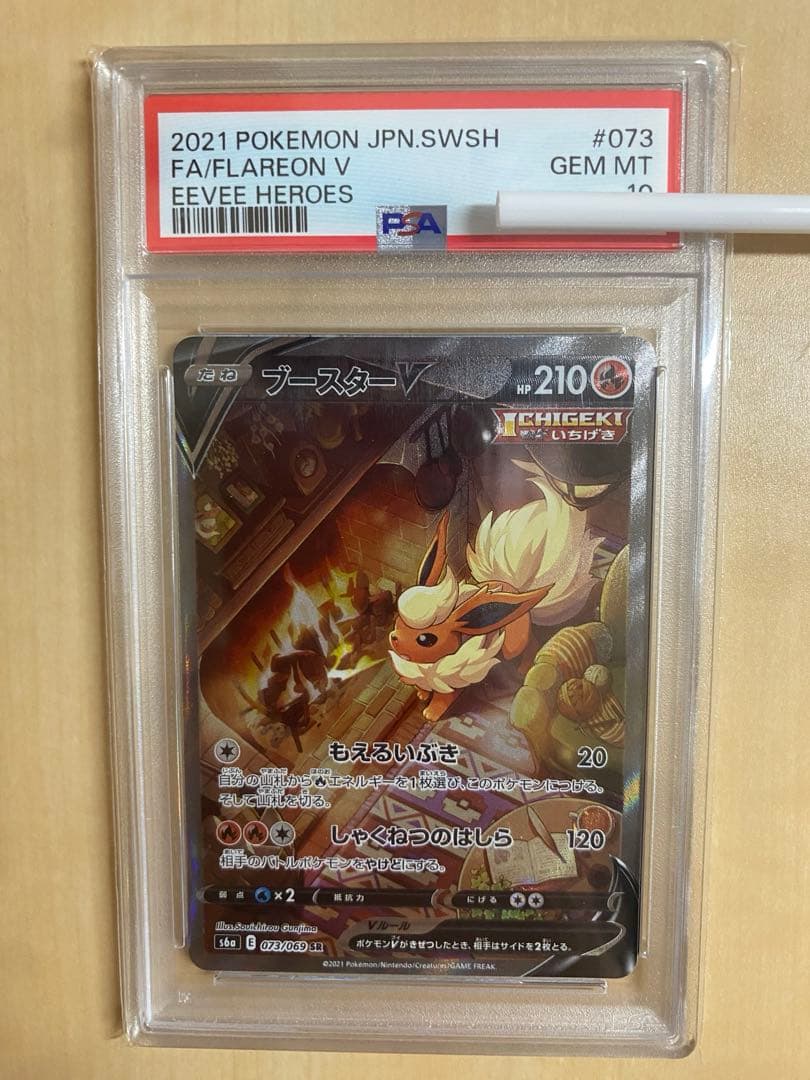 2021 POKEMON JPN.SWSH #073
FA/FLAREON V GEM MT
EEVEE HEROES 10
PSA
たね ブースターV HP 210
ICHIGEKI
いちげき
もえるいぶき 20
自分の山札から エネルギーを1枚選び、このポケモンにつける。
そして山札を切る。
しゃくねつのはしら 120
相手のバトルポケモンをやけどにする。
弱点 ×2 抵抗力 にげる
Illus. Souichirou Gunjima Vルール
s6a E 073/069 SR ポケモンVがきぜつしたとき、相手はサイドを2枚とる。
©2021 Pokémon/Nintendo/Creatures/GAME FREAK.